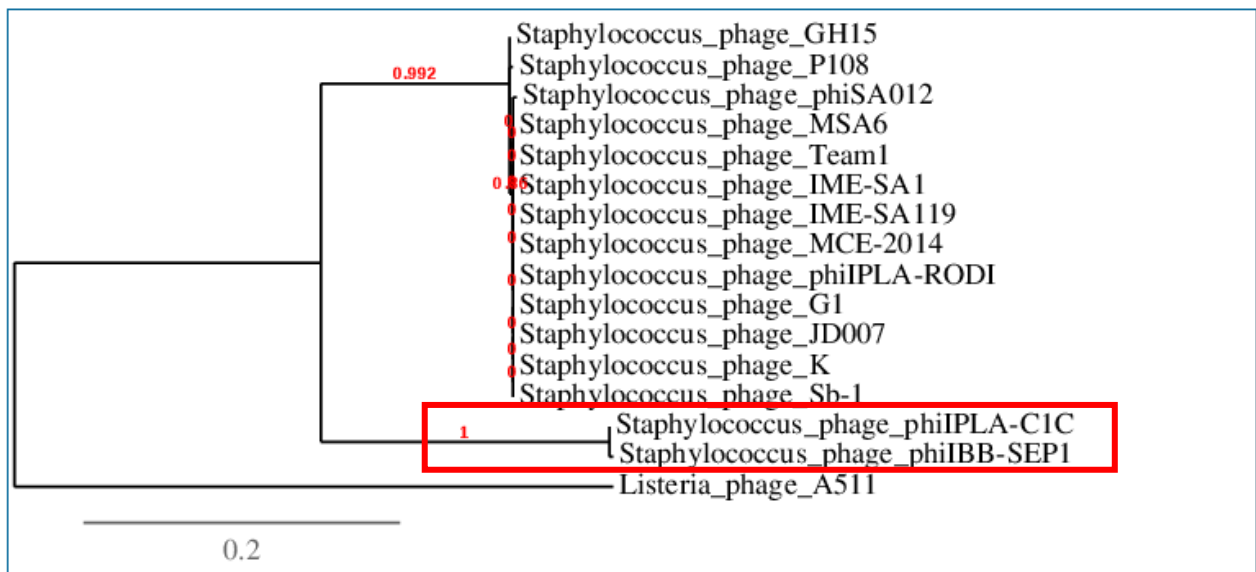 Staphylococcus_phage_GH15
0.992
Staphylococcus_phage_P108
Staphylococcus_phage_phiSA012
Staphylococcus_phage_MSA6
Staphylococcus_phage_Team1
Staphylococcus_phage_IME-SA1
Staphylococcus_phage_IME-SA119
Staphylococcus_phage_MCE-2014
Staphylococcus_phage_phiIPLA-RODI
Staphylococcus_phage_G1
Staphylococcus_phage_JD007
Staphylococcus_phage_K
Staphylococcus_phage_Sb-1
Staphylococcus_phage_phiIPLA-C1C
1
Staphylococcus_phage_phiIBB-SEP1
Listeria_phage_A511
0.2